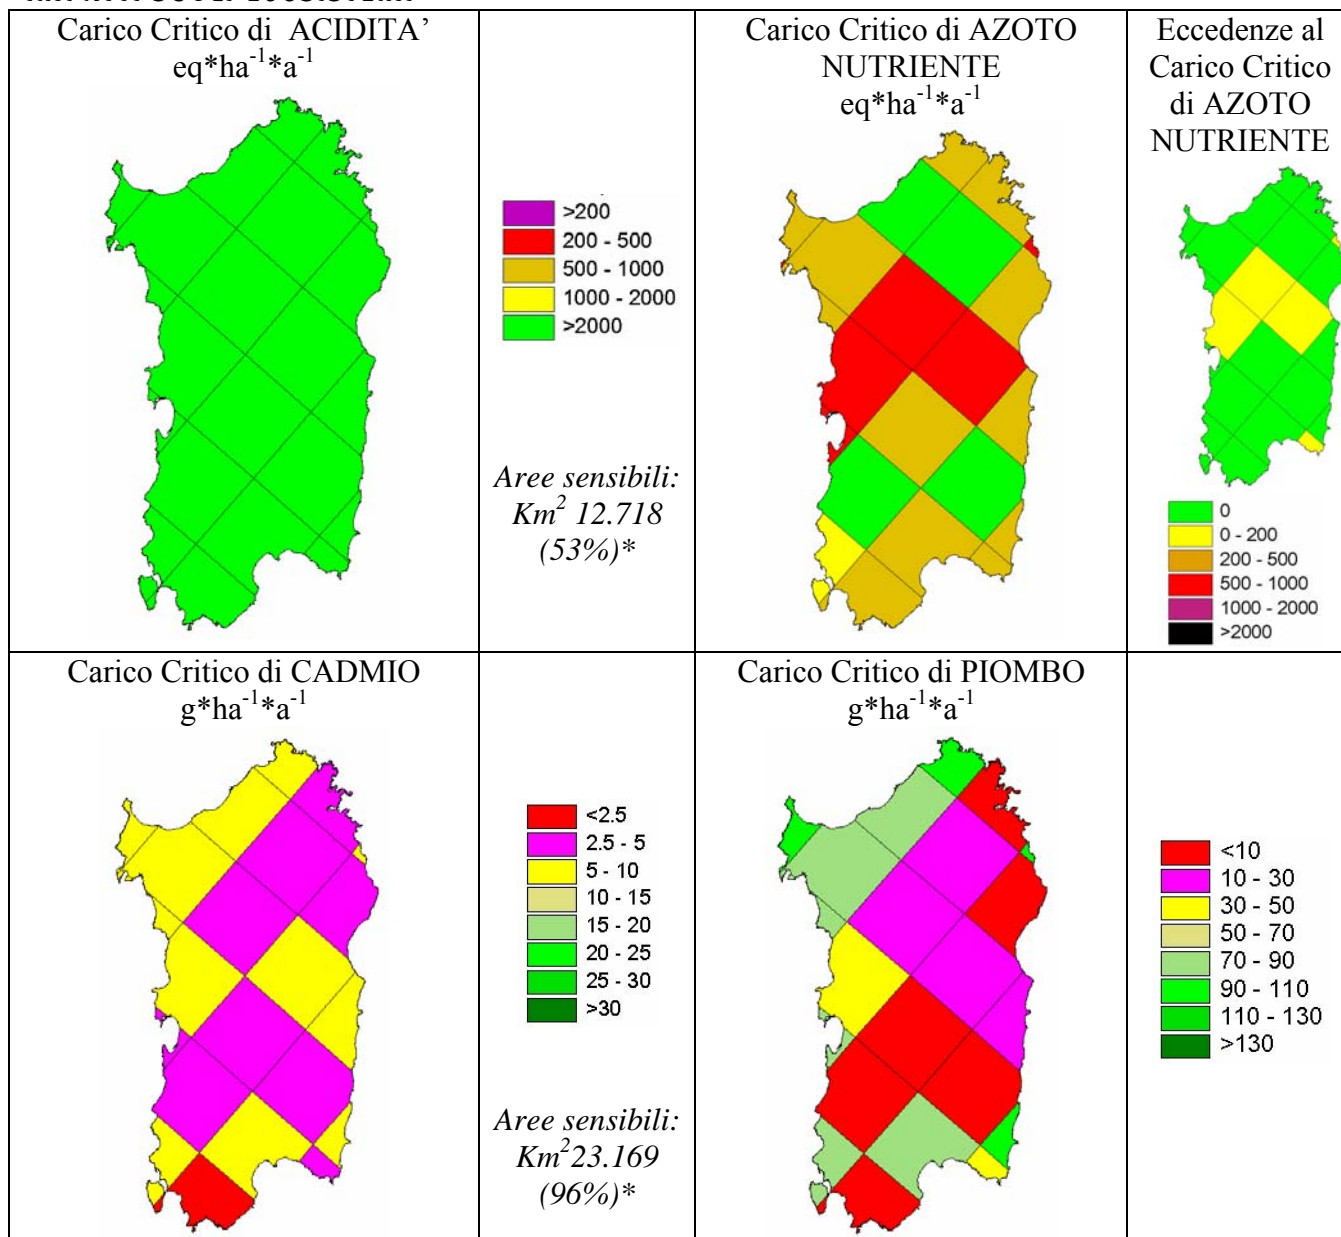 Carico Critico di ACIDITA'
eq*ha-1*a-1
>200
200 - 500
500 - 1000
1000 - 2000
>2000
Aree sensibili:
Km2 12.718
(53%)*
Carico Critico di AZOTO
NUTRIENTE
eq*ha-1*a-1
Eccedenze al
Carico Critico
di AZOTO
NUTRIENTE
0
0 - 200
200 - 500
500 - 1000
1000 - 2000
>2000
Carico Critico di CADMIO
g*ha-1*a-1
<2.5
2.5 - 5
5 - 10
10 - 15
15 - 20
20 - 25
25 - 30
>30
Aree sensibili:
Km2 23.169
(96%)*
Carico Critico di PIOMBO
g*ha-1*a-1
<10
10 - 30
30 - 50
50 - 70
70 - 90
90 - 110
110 - 130
>130